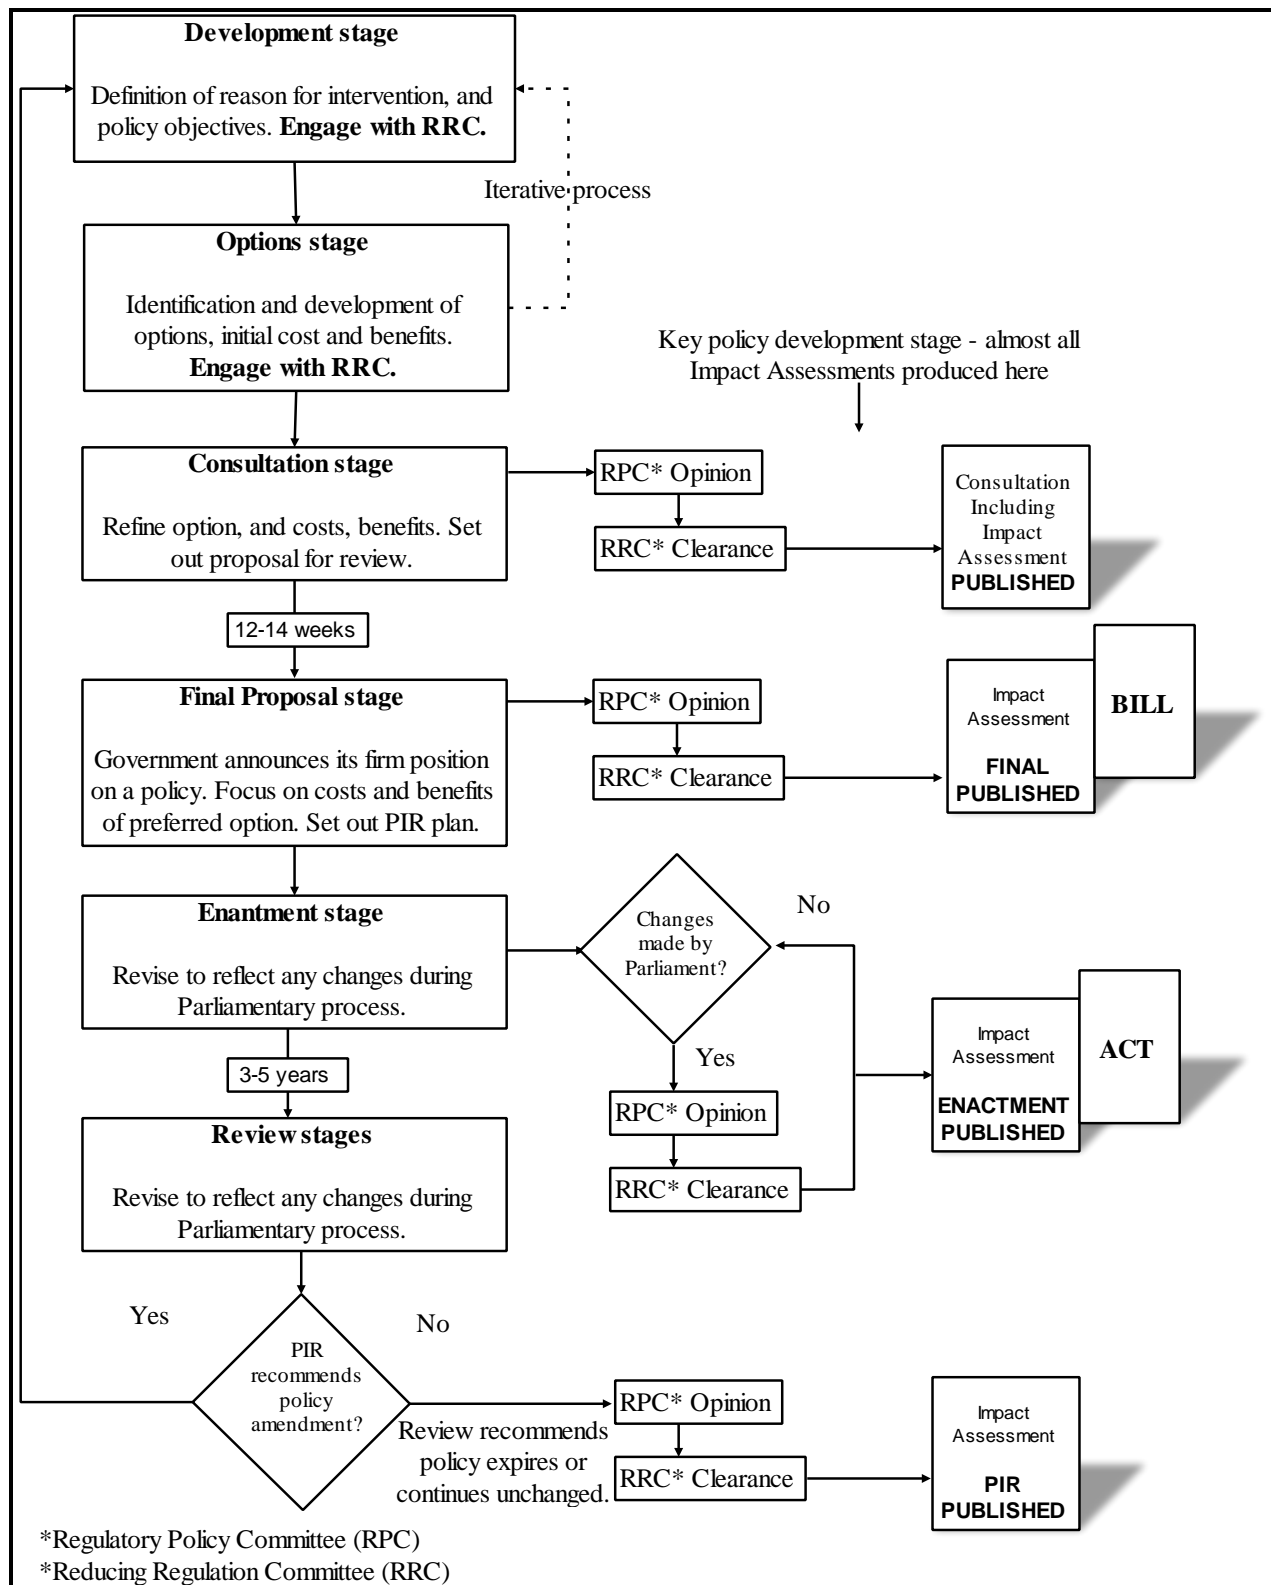 Development stage
Definition of reason for intervention, and
policy objectives. Engage with RRC.
Iterative process
Options stage
Identification and development of
options, initial cost and benefits.
Engage with RRC.
Key policy development stage - almost all
Impact Assessments produced here
Consultation stage
Refine option, and costs, benefits. Set
out proposal for review.
RPC* Opinion
RRC* Clearance
Consultation
Including
Impact
Assessment
PUBLISHED
12-14 weeks
Final Proposal stage
Government announces its firm position
on a policy. Focus on costs and benefits
of preferred option. Set out PIR plan.
RPC* Opinion
RRC* Clearance
Impact
Assessment
FINAL
PUBLISHED
BILL
Enantment stage
Revise to reflect any changes during
Parliamentary process.
Changes
made by
Parliament?
No
Yes
RPC* Opinion
RRC* Clearance
Impact
Assessment
ENACTMENT
PUBLISHED
ACT
3-5 years
Review stages
Revise to reflect any changes during
Parliamentary process.
Yes
No
PIR
recommends
policy
amendment?
Review recommends
policy expires or
continues unchanged.
RPC* Opinion
RRC* Clearance
Impact
Assessment
PIR
PUBLISHED
*Regulatory Policy Committee (RPC)
*Reducing Regulation Committee (RRC)